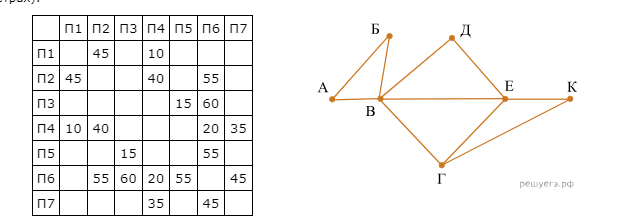 П1 П2 П3 П4 П5 П6 П7
П1 45 10
П2 45 40 55
П3 15 60
П4 10 40 20 35
П5 15 55
П6 55 60 20 55 45
П7 35 45
Б Д
А В Е К
Г
решуегэ.рф